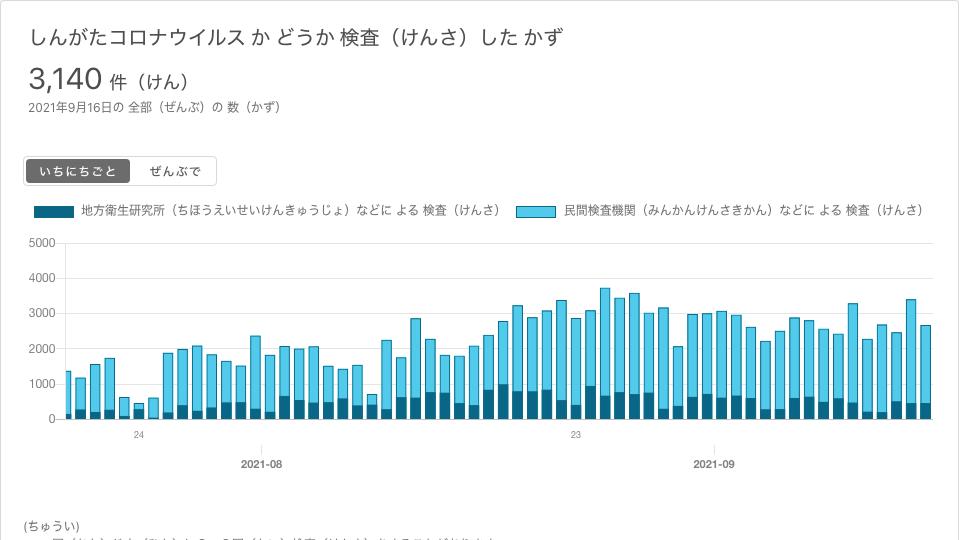 しんがたコロナウイルス か どうか 検査（けんさ）した かず
3,140 件（けん）
2021年9月16日の 全部（ぜんぶ）の 数（かず）
いちにちごと ぜんぶで
地方衛生研究所（ちほうえいせいけんきゅうじょ）などに よる 検査（けんさ） 民間検査機関（みんかんけんさきかん）などに よる 検査（けんさ）
5000
4000
3000
2000
1000
0
24 23
2021-08 2021-09
(ちゅうい)